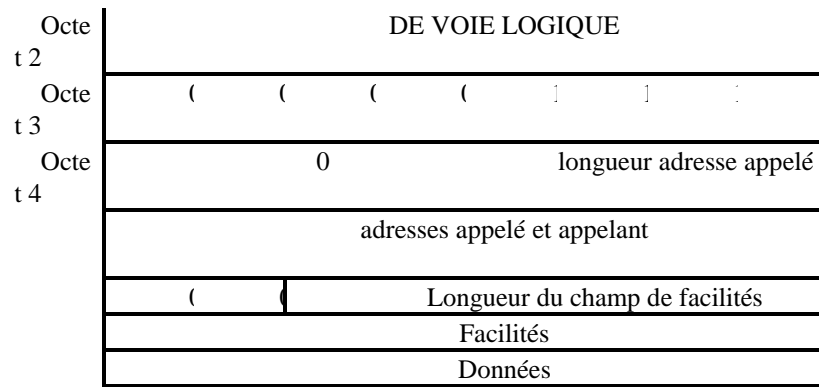 Octe DE VOIE LOGIQUE
t 2
Octe
t 3
Octe 0 longueur adresse appelé
t 4
adresses appelé et appelant
Longueur du champ de facilités
Facilités
Données